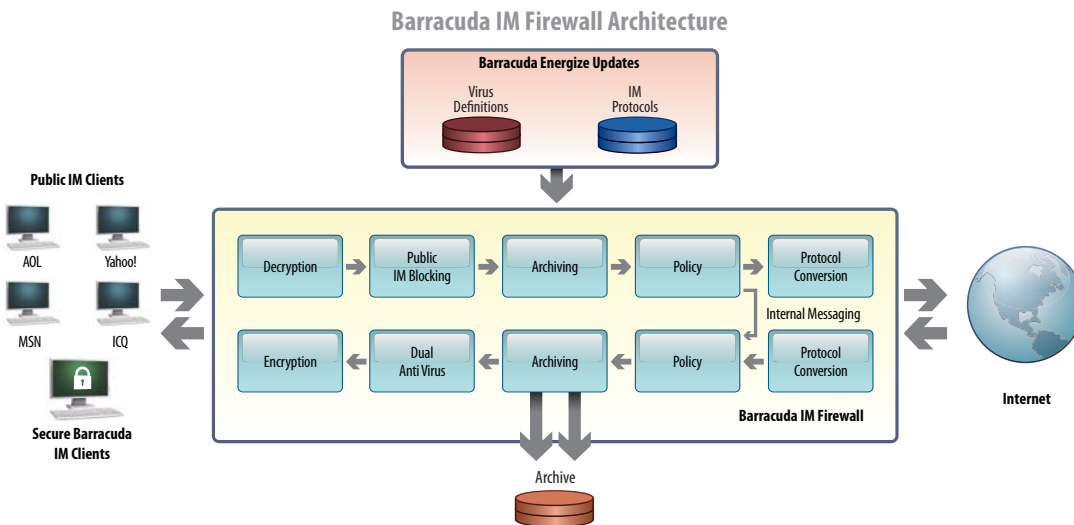 Barracuda IM Firewall Architecture
Barracuda Energize Updates
Virus
Definitions
IM
Protocols
Public IM Clients
AOL
Yahoo!
MSN
ICQ
Secure Barracuda
IM Clients
Decryption
Public
IM Blocking
Archiving
Policy
Protocol
Conversion
Internal Messaging
Encryption
Dual
Anti Virus
Archiving
Policy
Protocol
Conversion
Barracuda IM Firewall
Internet
Archive